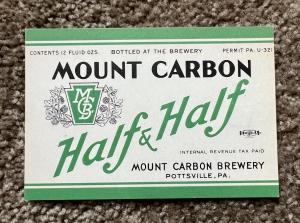 CONTENTS 12 FLUID OZS. BOTTLED AT THE BREWERY PERMIT PA. U-321
MOUNT CARBON
MCB
Half & Half
INTERNAL REVENUE TAX PAID
MOUNT CARBON BREWERY
POTTSVILLE, PA.